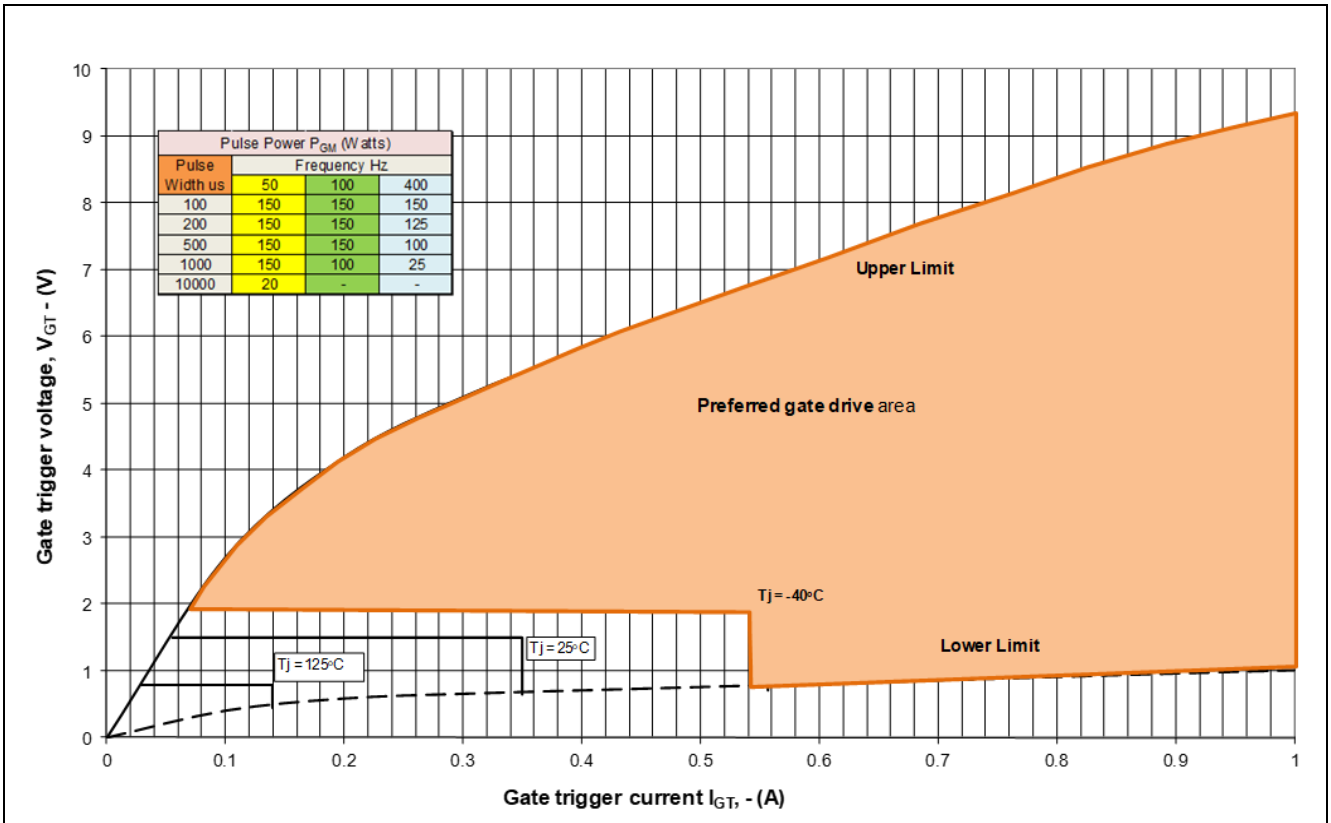 Pulse Power P_GM (Watts)
Pulse Width us
Frequency Hz
50 100 400
100 150 150 150
200 150 150 125
500 150 150 100
1000 150 100 25
10000 20 - -
10
9
8
7
6
5
4
3
2
1
0
Gate trigger voltage, V_GT - (V)
Upper Limit
Preferred gate drive area
Tj = -40°C
Tj = 25°C
Tj = 125°C
Lower Limit
0 0.1 0.2 0.3 0.4 0.5 0.6 0.7 0.8 0.9 1
Gate trigger current I_GT, - (A)